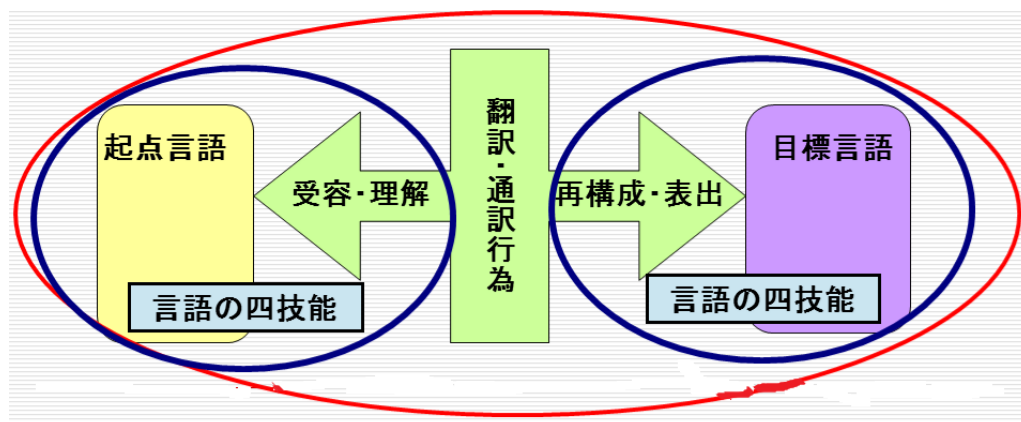 起点言語
受容・理解
言語の四技能
翻訳・通訳行為
再構成・表出
目標言語
言語の四技能